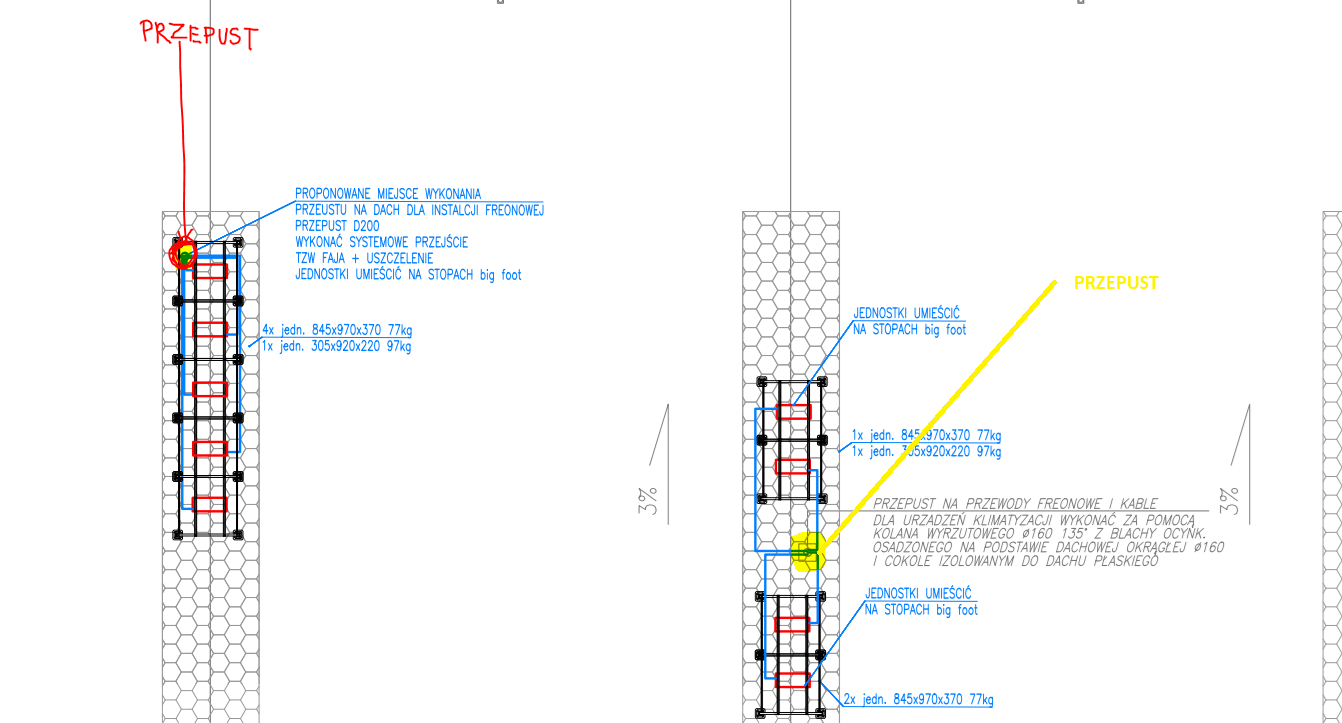 PRZEPUST
PROPONOWANE MIEJSCE WYKONANIA
PRZEUSTU NA DACH DLA INSTALCJI FREONOWEJ
PRZEPUST D200
WYKONAĆ SYSTEMOWE PRZEJŚCIE
TZW FAJA + USZCZELENIE
JEDNOSTKI UMIEŚCIĆ NA STOPACH big foot
4x jedn. 845x970x370 77kg
1x jedn. 305x920x220 97kg
3%
PRZEPUST
JEDNOSTKI UMIEŚCIĆ
NA STOPACH big foot
1x jedn. 845x970x370 77kg
1x jedn. 305x920x220 97kg
3%
PRZEPUST NA PRZEWODY FREONOWE I KABLE
DLA URZĄDZEŃ KLIMATYZACJI WYKONAĆ ZA POMOCĄ
KOLANA WYRZUTOWEGO ø160 135° Z BLACHY OCYNK.
OSADZONEGO NA PODSTAWIE DACHOWEJ OKRĄGŁEJ ø160
I COKOLE IZOLOWANYM DO DACHU PŁASKIEGO
JEDNOSTKI UMIEŚCIĆ
NA STOPACH big foot
2x jedn. 845x970x370 77kg